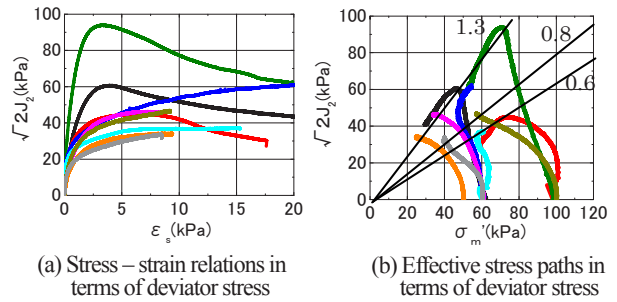 (a)
√2J₂(kPa)
100
80
60
40
20
0
0 5 10 15 20
εₛ(kPa)
(a) Stress – strain relations in
terms of deviator stress
(b)
√2J₂(kPa)
100
80
60
40
20
0
1.3
0.8
0.6
0 20 40 60 80 100 120
σₘ'(kPa)
(b) Effective stress paths in
terms of deviator stress